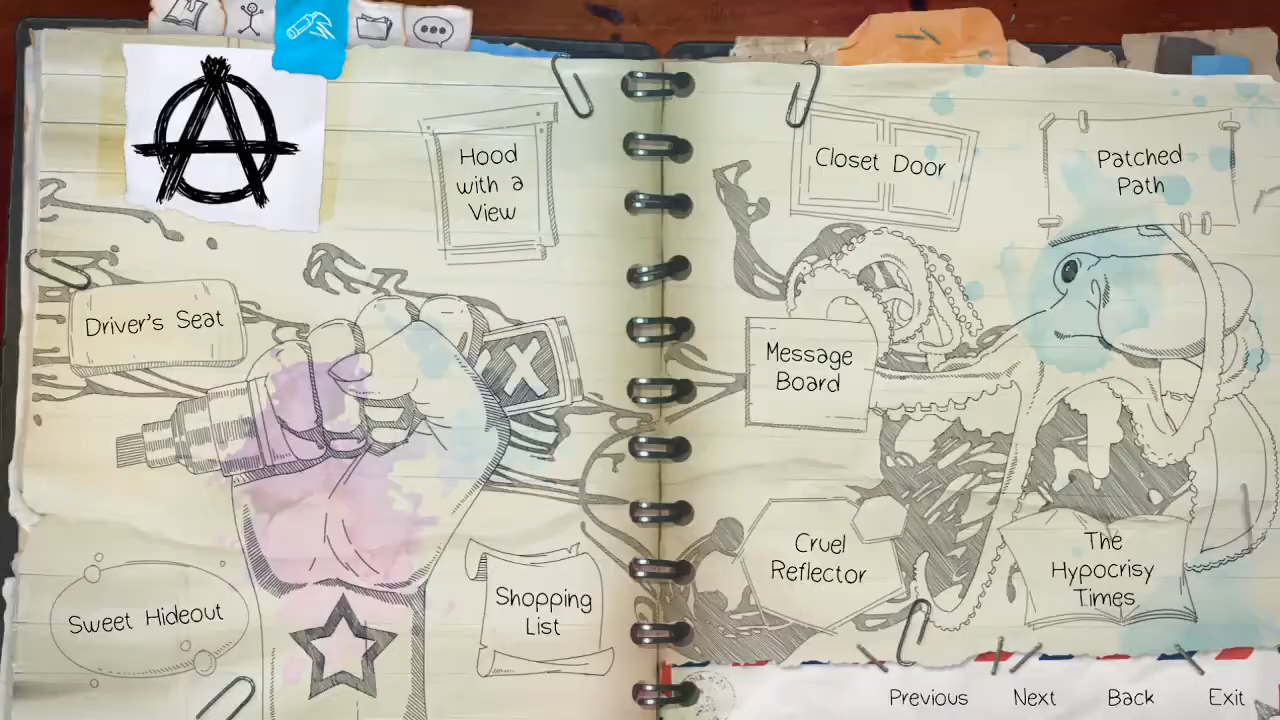 Hood
with a
View
Driver's Seat
X
Sweet Hideout
Shopping
List
Closet Door
Patched
Path
Message
Board
Cruel
Reflector
The
Hypocrisy
Times
Previous
Next
Back
Exit